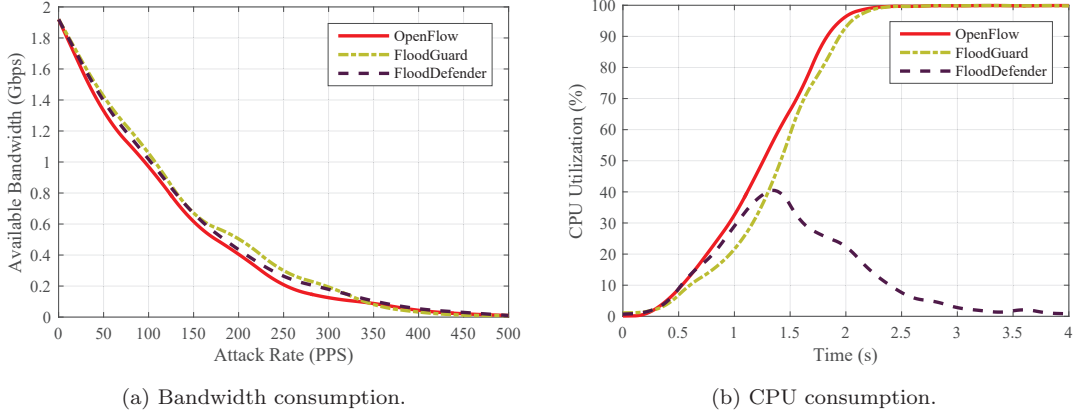 2
1.8
1.6
1.4
1.2
1
0.8
0.6
0.4
0.2
0
Available Bandwidth (Gbps)
OpenFlow
FloodGuard
FloodDefender
0 50 100 150 200 250 300 350 400 450 500
Attack Rate (PPS)
(a) Bandwidth consumption.
100
90
80
70
60
50
40
30
20
10
0
CPU Utilization (%)
OpenFlow
FloodGuard
FloodDefender
0 0.5 1 1.5 2 2.5 3 3.5 4
Time (s)
(b) CPU consumption.